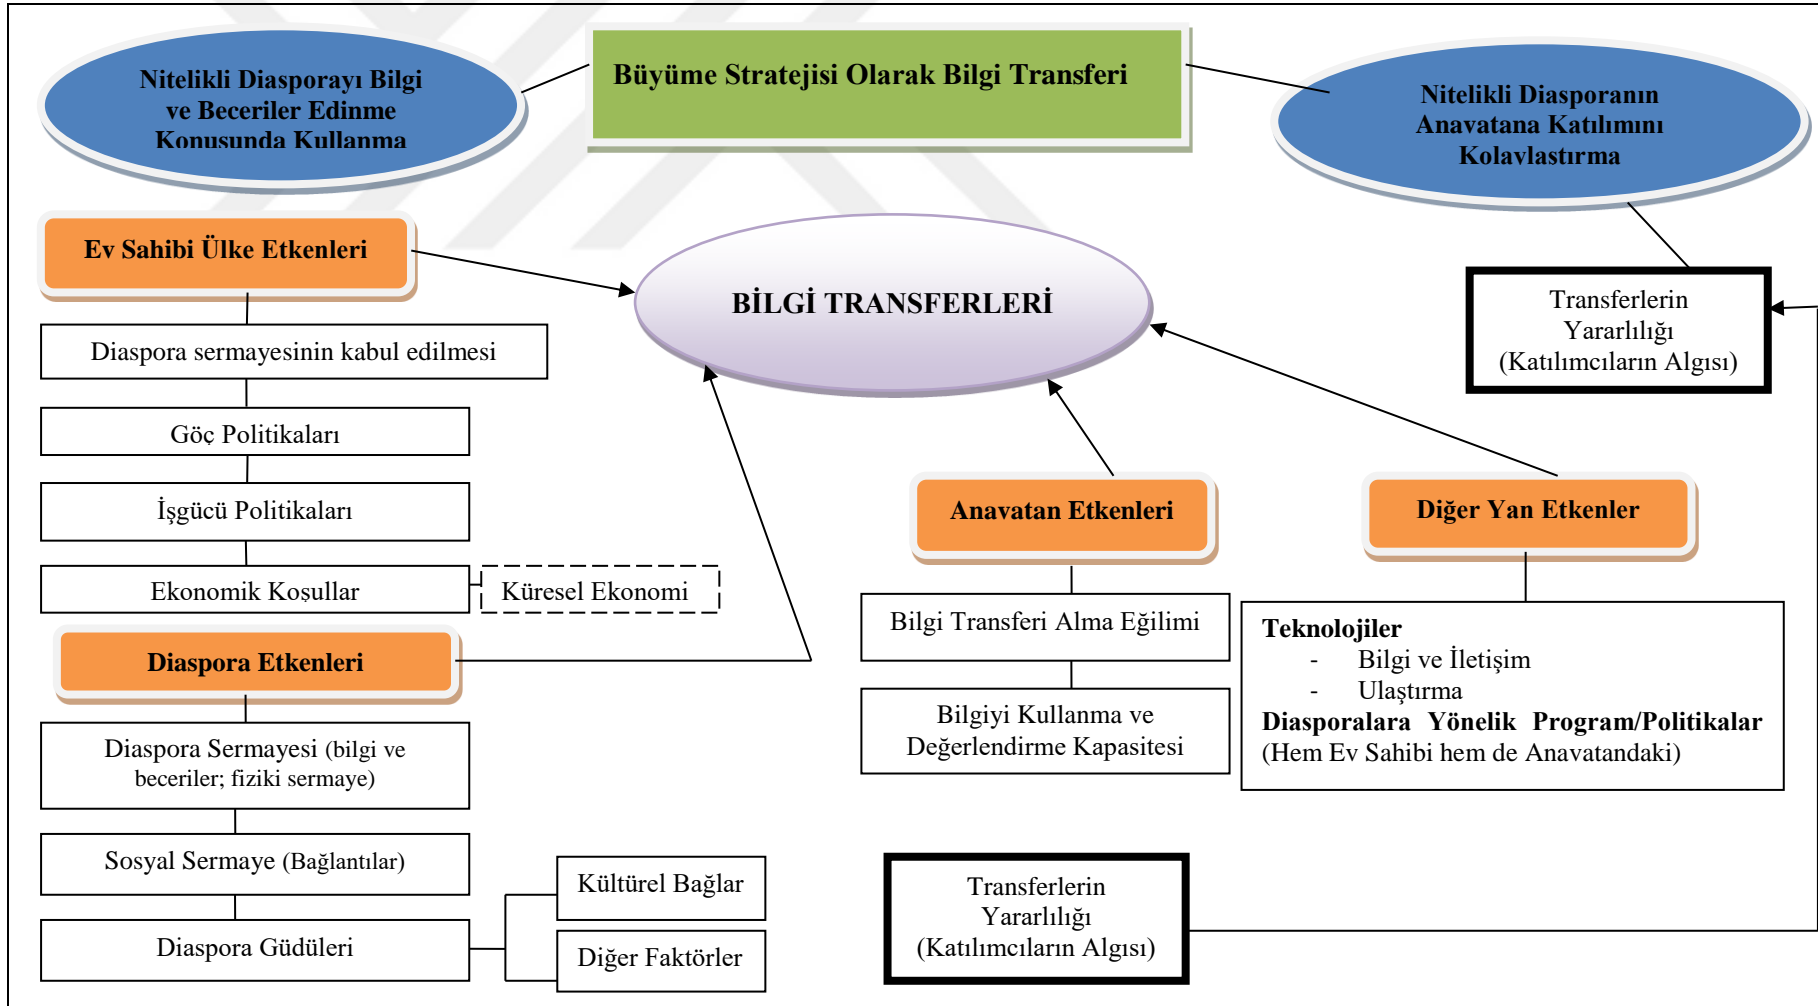 Nitelikli Diasporayı Bilgi
ve Beceriler Edinme
Konusunda Kullanma
Büyüme Stratejisi Olarak Bilgi Transferi
Nitelikli Diasporanın
Anavatana Katılımını
Kolaylaştırma
Ev Sahibi Ülke Etkenleri
BİLGİ TRANSFERLERİ
Transferlerin
Yararlılığı
(Katılımcıların Algısı)
Diaspora sermayesinin kabul edilmesi
Göç Politikaları
İşgücü Politikaları
Ekonomik Koşullar
Küresel Ekonomi
Anavatan Etkenleri
Bilgi Transferi Alma Eğilimi
Bilgiyi Kullanma ve
Değerlendirme Kapasitesi
Diğer Yan Etkenler
Teknolojiler
- Bilgi ve İletişim
- Ulaştırma
Diasporalara Yönelik Program/Politikalar
(Hem Ev Sahibi hem de Anavatandaki)
Diaspora Etkenleri
Diaspora Sermayesi (bilgi ve
beceriler; fiziki sermaye)
Sosyal Sermaye (Bağlantılar)
Diaspora Güdüleri
Kültürel Bağlar
Diğer Faktörler
Transferlerin
Yararlılığı
(Katılımcıların Algısı)